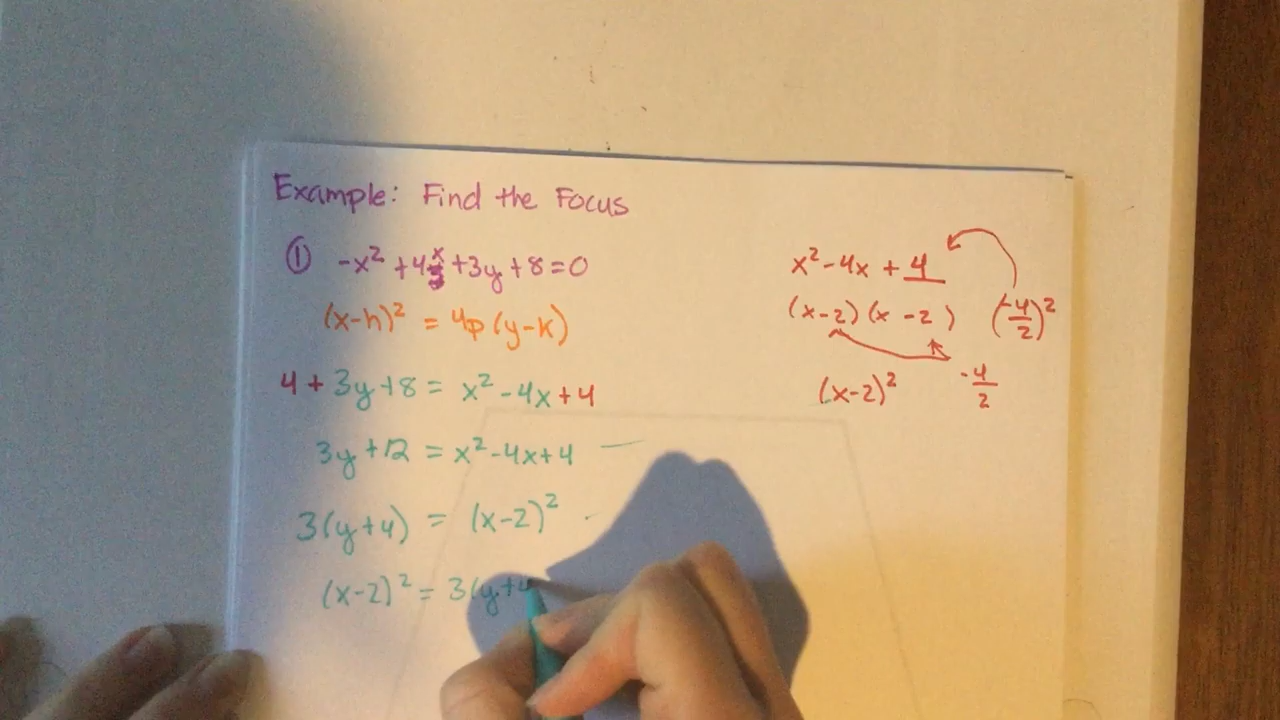 Example: Find the Focus
① -x² + 4x + 3y + 8 = 0
(x-h)² = 4p(y-k)
4 + 3y + 8 = x² - 4x + 4
3y + 12 = x² - 4x + 4
3(y+4) = (x-2)²
(x-2)² = 3(y+4
x² - 4x + 4
(x-2)(x-2) (-4/2)²
(x-2)² -4/2